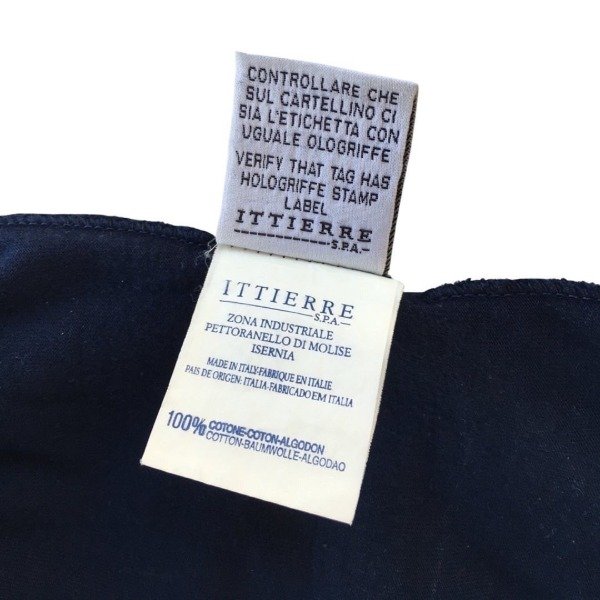 CONTROLLARE CHE
SUL CARTELLINO CI
SIA L'ETICHETTA CON
UGUALE OLOGRIFFE
VERIFY THAT TAG HAS
HOLOGRIFFE STAMP
LABEL
ITTIERRE
S.P.A.
ITTIERRE
S.P.A.
ZONA INDUSTRIALE
PETTORANELLO DI MOLISE
ISERNIA
MADE IN ITALY-FABRIQUE EN ITALIE
PAIS DE ORIGEN: ITALIA-FABRICADO EM ITALIA
100% COTONE-COTON-ALGODON
COTTON-BAUMWOLLE-ALGODAO